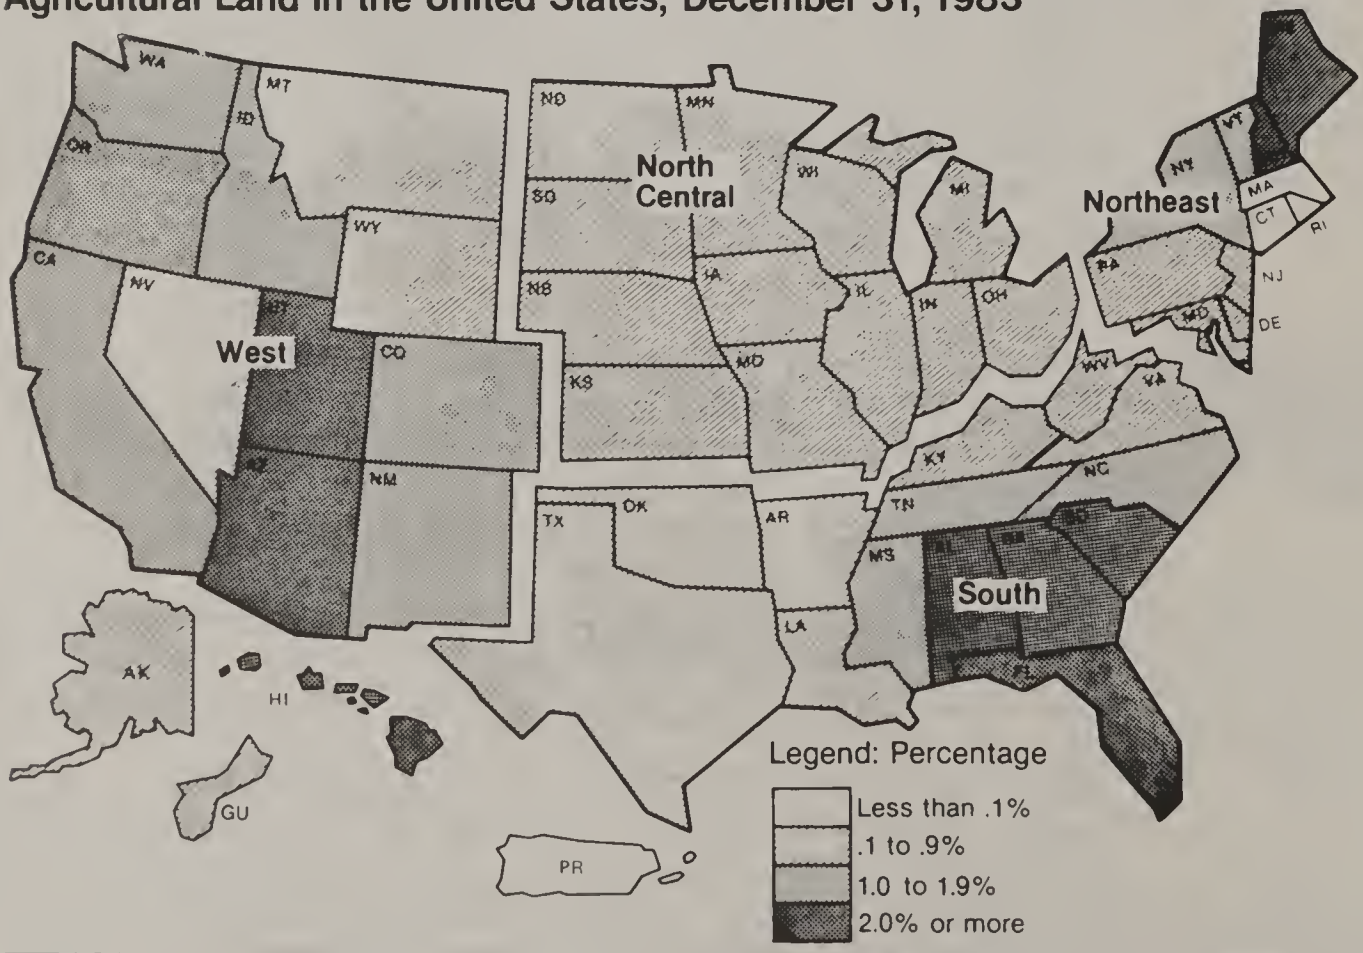 Agricultural Land in the United States, December 31, 1983
WA
MT
ID
OR
ND
MN
North
Central
WI
MI
VT
NY
MA
CT
RI
Northeast
SD
WY
CA
NV
UT
West
CO
NB
IA
IL
IN
OH
PA
NJ
MD
DE
KS
MO
WV
VA
KY
AZ
NM
TX
OK
AR
TN
NC
SC
MS
AL
GA
South
LA
AK
HI
GU
PR
Legend: Percentage
Less than .1%
.1 to .9%
1.0 to 1.9%
2.0% or more